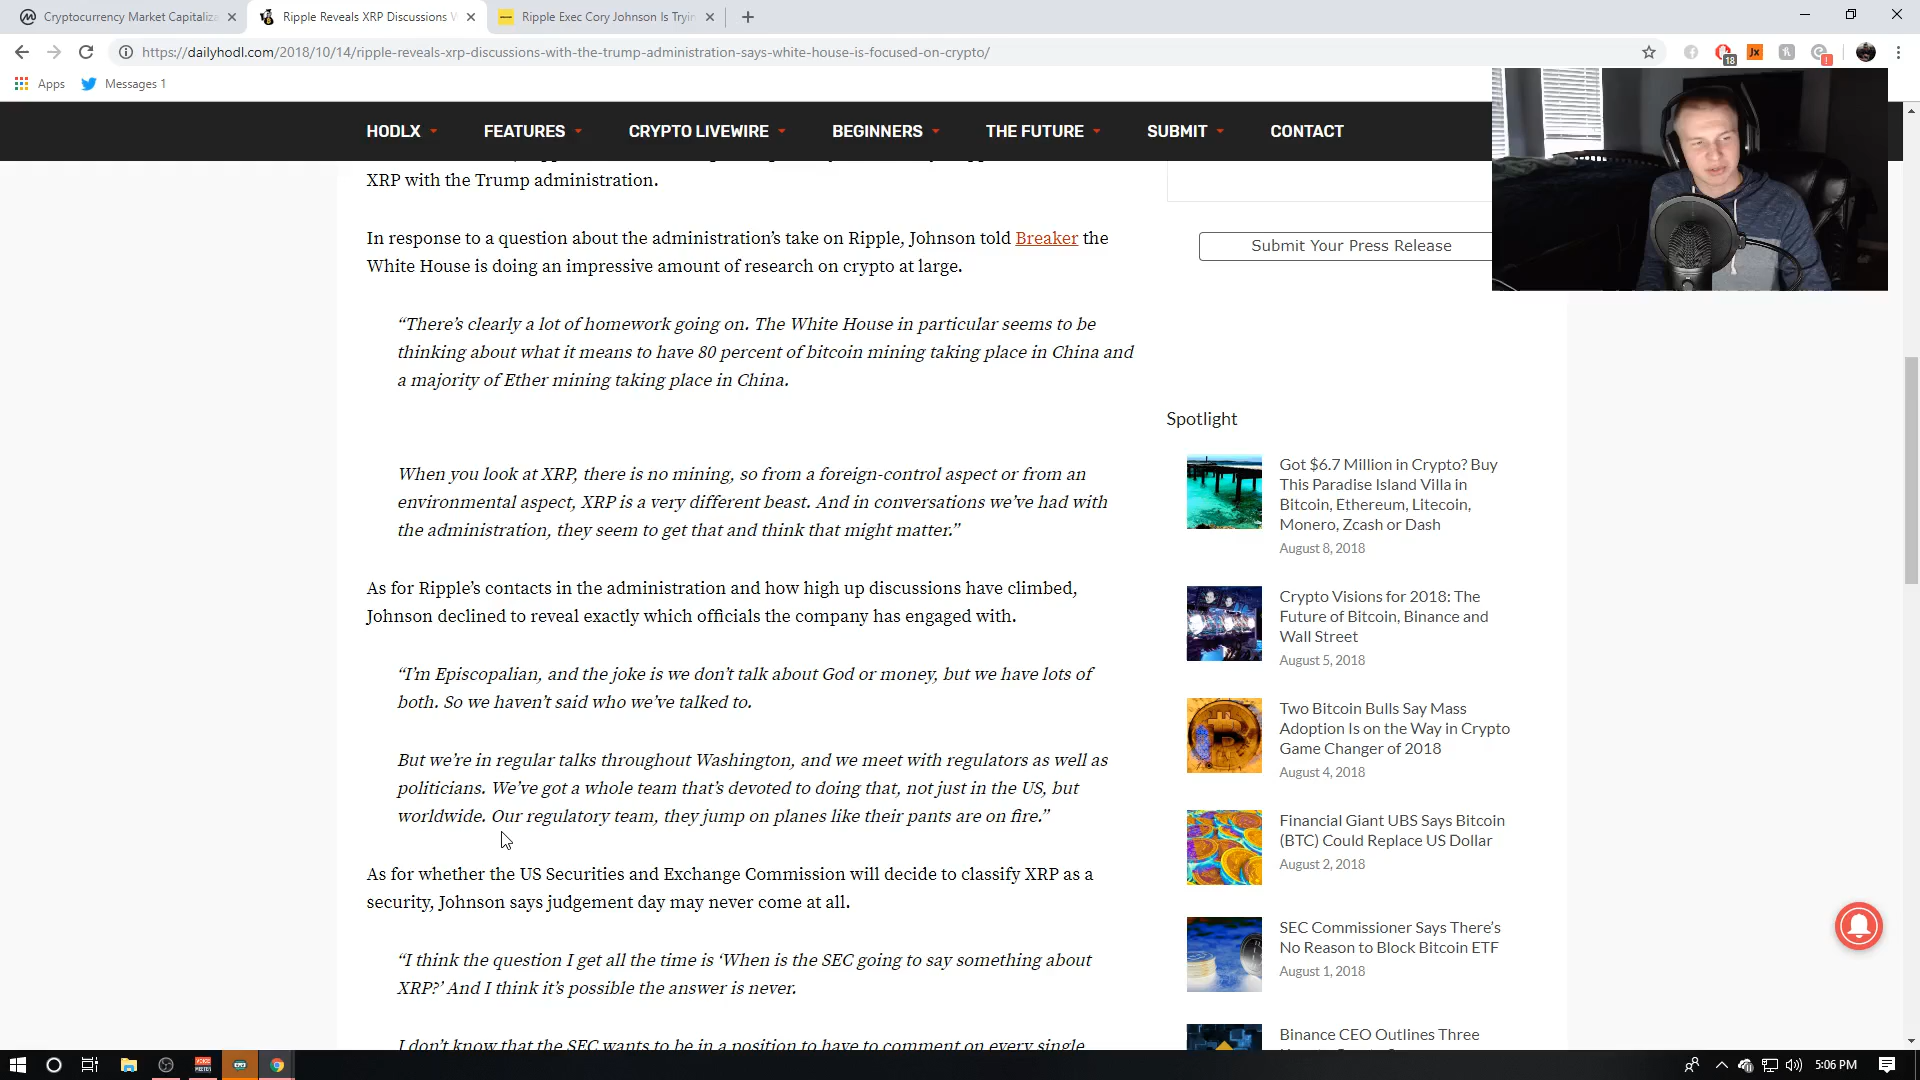 Cryptocurrency Market Capitaliza
Ripple Reveals XRP Discussions W
Ripple Exec Cory Johnson Is Tryin
https://dailyhodl.com/2018/10/14/ripple-reveals-xrp-discussions-with-the-trump-administration-says-white-house-is-focused-on-crypto/
18
Jx
Apps
Messages 1
HODLX
FEATURES
CRYPTO LIVEWIRE
BEGINNERS
THE FUTURE
SUBMIT
CONTACT
XRP with the Trump administration.
In response to a question about the administration’s take on Ripple, Johnson told Breaker the
White House is doing an impressive amount of research on crypto at large.
“There’s clearly a lot of homework going on. The White House in particular seems to be
thinking about what it means to have 80 percent of bitcoin mining taking place in China and
a majority of Ether mining taking place in China.
When you look at XRP, there is no mining, so from a foreign-control aspect or from an
environmental aspect, XRP is a very different beast. And in conversations we’ve had with
the administration, they seem to get that and think that might matter.”
As for Ripple’s contacts in the administration and how high up discussions have climbed,
Johnson declined to reveal exactly which officials the company has engaged with.
“I’m Episcopalian, and the joke is we don’t talk about God or money, but we have lots of
both. So we haven’t said who we’ve talked to.
But we’re in regular talks throughout Washington, and we meet with regulators as well as
politicians. We’ve got a whole team that’s devoted to doing that, not just in the US, but
worldwide. Our regulatory team, they jump on planes like their pants are on fire.”
As for whether the US Securities and Exchange Commission will decide to classify XRP as a
security, Johnson says judgement day may never come at all.
“I think the question I get all the time is ‘When is the SEC going to say something about
XRP?’ And I think it’s possible the answer is never.
I don’t know that the SEC wants to be in a position to have to comment on every single
Submit Your Press Release
Spotlight
Got $6.7 Million in Crypto? Buy
This Paradise Island Villa in
Bitcoin, Ethereum, Litecoin,
Monero, Zcash or Dash
August 8, 2018
Crypto Visions for 2018: The
Future of Bitcoin, Binance and
Wall Street
August 5, 2018
Two Bitcoin Bulls Say Mass
Adoption Is on the Way in Crypto
Game Changer of 2018
August 4, 2018
Financial Giant UBS Says Bitcoin
(BTC) Could Replace US Dollar
August 2, 2018
SEC Commissioner Says There’s
No Reason to Block Bitcoin ETF
August 1, 2018
Binance CEO Outlines Three
5:06 PM